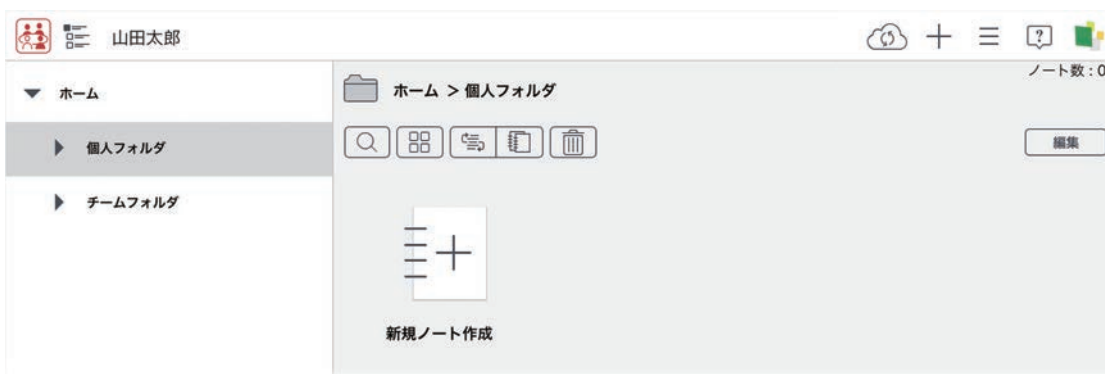 山田太郎
ノート数 : 0
ホーム
ホーム > 個人フォルダ
個人フォルダ
編集
チームフォルダ
新規ノート作成